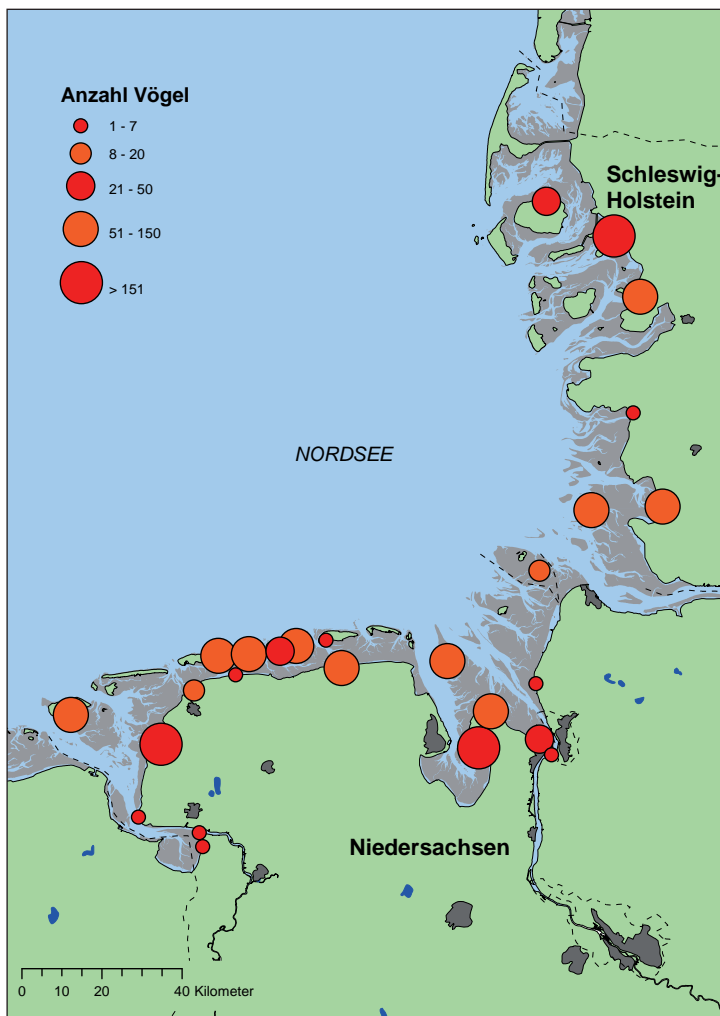 Anzahl Vögel
1 - 7
8 - 20
21 - 50
51 - 150
> 151
Schleswig-
Holstein
NORDSEE
Niedersachsen
0 10 20 40 Kilometer